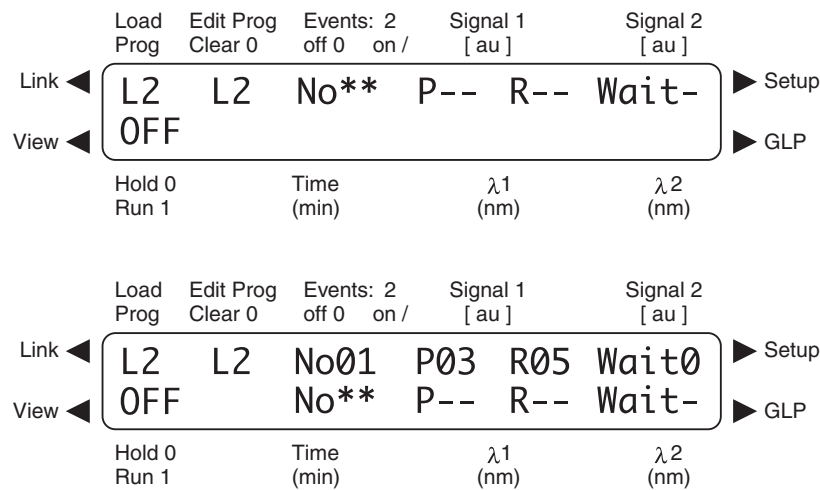 Load Edit Prog Events: 2 Signal 1 Signal 2
Prog Clear 0 off 0 on / [ au ] [ au ]
Link Setup
L2 L2 No** P-- R-- Wait-
OFF
View GLP
Hold 0 Time λ1 λ2
Run 1 (min) (nm) (nm)
Load Edit Prog Events: 2 Signal 1 Signal 2
Prog Clear 0 off 0 on / [ au ] [ au ]
Link Setup
L2 L2 No01 P03 R05 Wait0
OFF No** P-- R-- Wait-
View GLP
Hold 0 Time λ1 λ2
Run 1 (min) (nm) (nm)